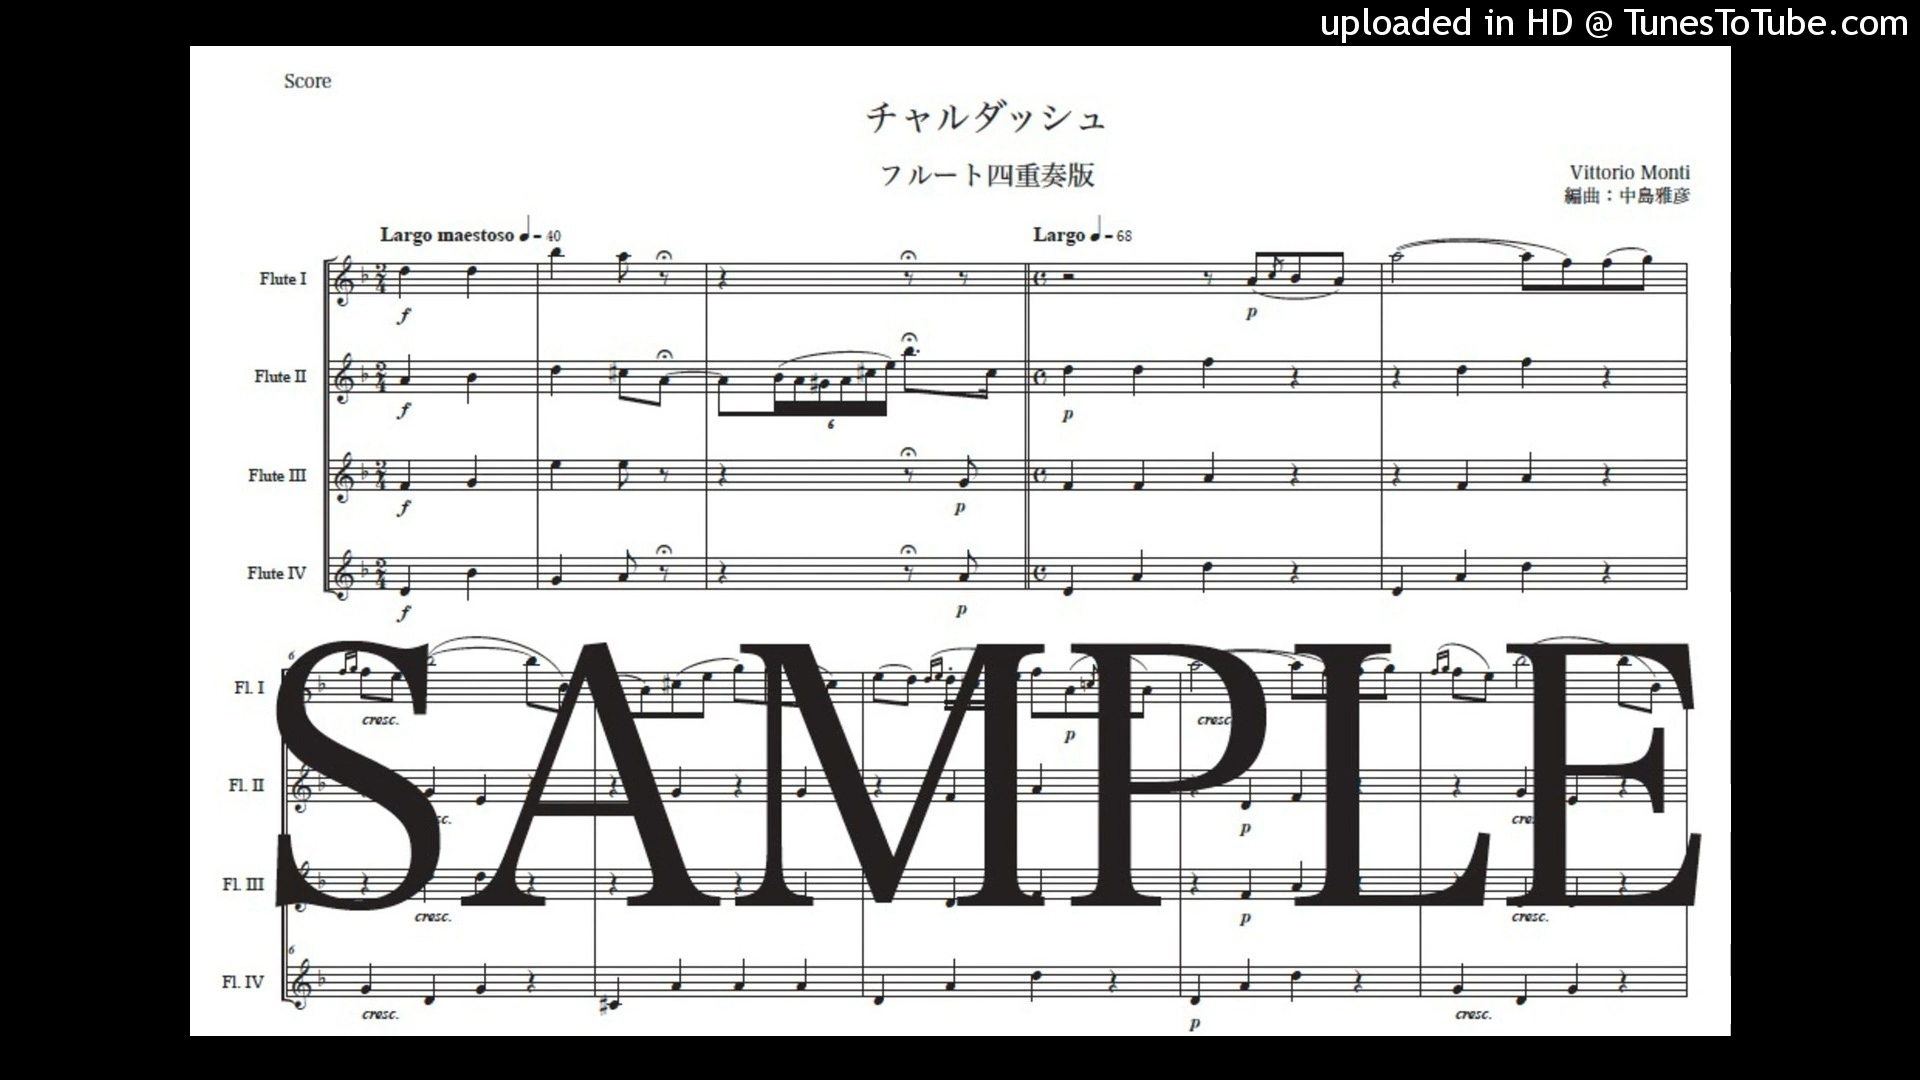 uploaded in HD @ TunesToTube.com
Score
チャルダッシュ
フルート四重奏版
Vittorio Monti
編曲：中島雅彦
Largo maestoso ♩= 40
Largo ♩= 68
Flute I
f
p
Flute II
f
p
6
Flute III
f
p
Flute IV
f
p
SAMPLE
6
Fl. I
cresc.
p
Fl. II
p
Fl. III
cresc.
p
cresc.
6
Fl. IV
cresc.
p
cresc.